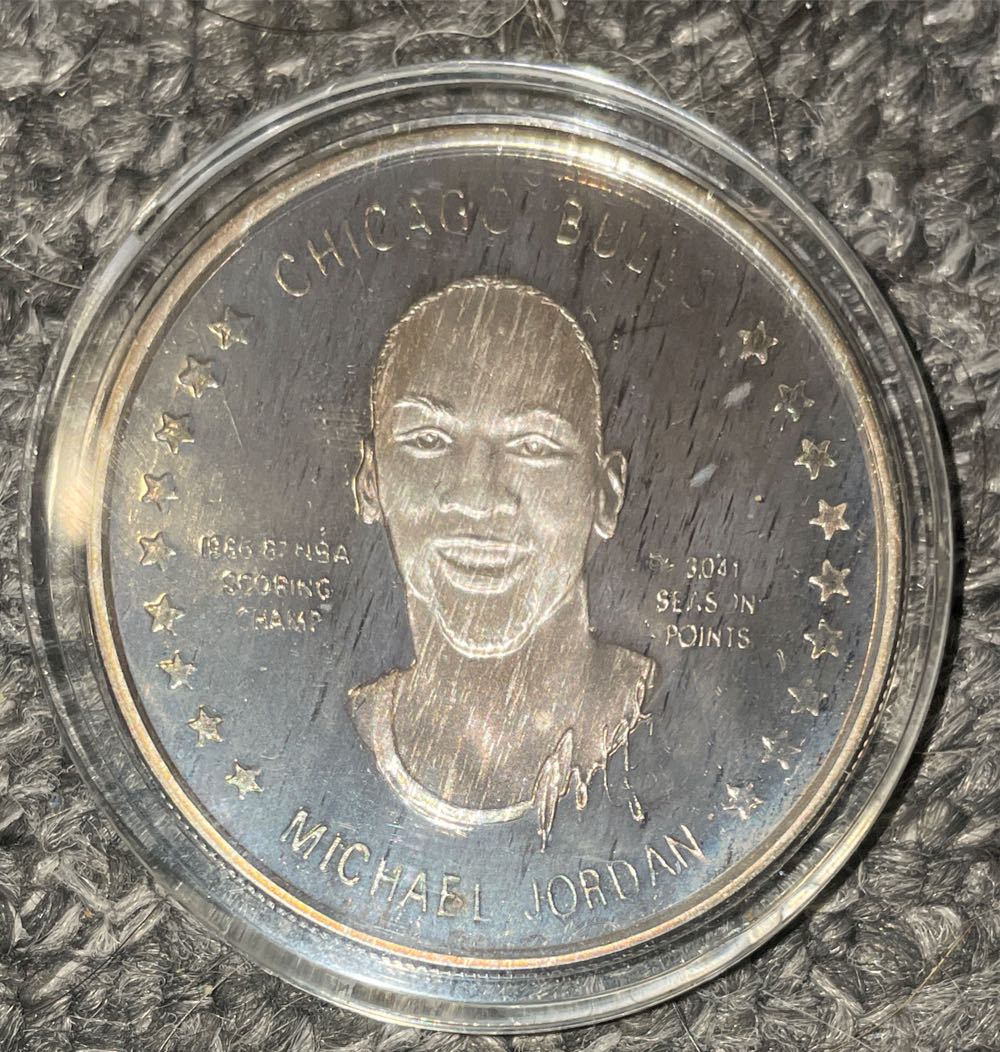 CHICAGO BULLS
1986-87 NBA
SCORING
CHAMP
3,041
SEASON
POINTS
MICHAEL JORDAN